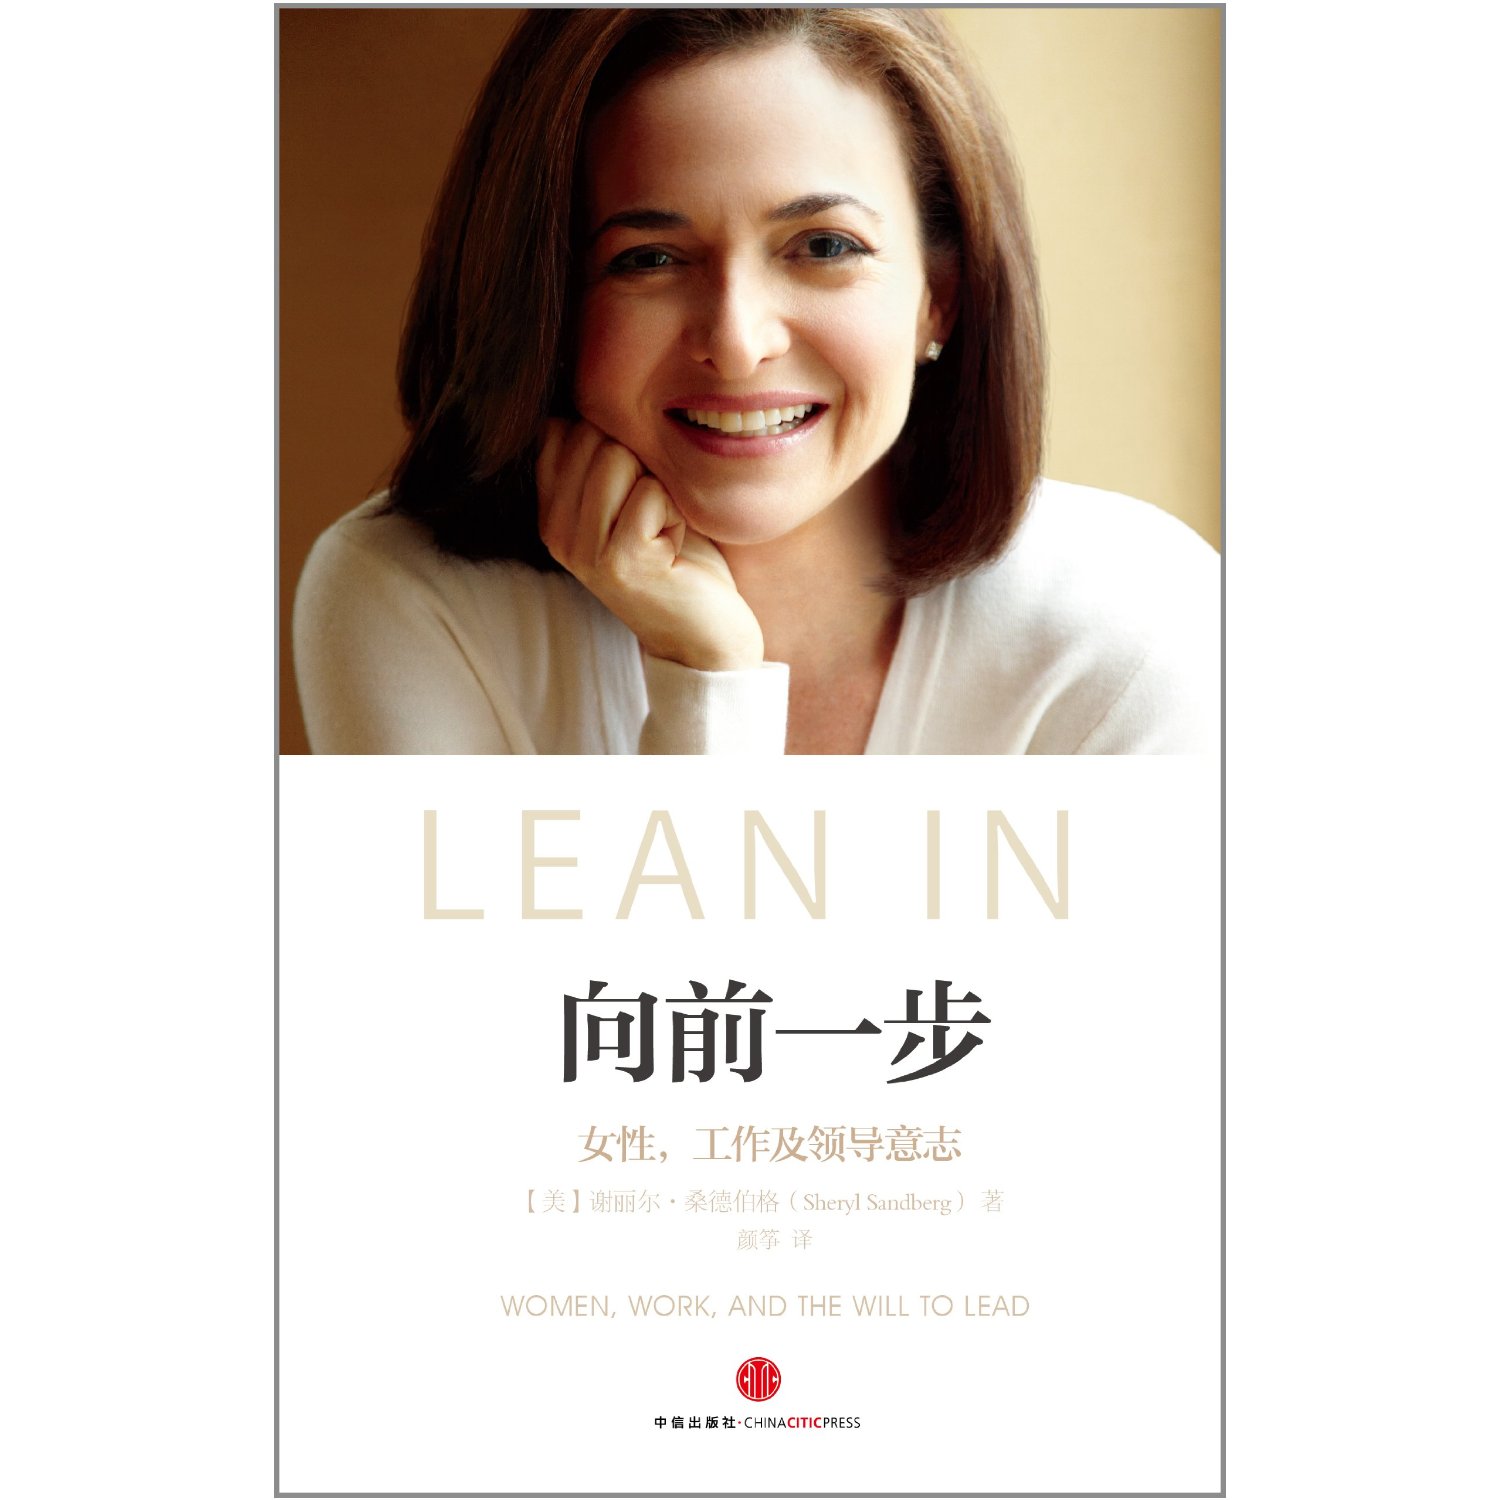 LEAN IN
向前一步
女性，工作及领导意志
【美】谢丽尔·桑德伯格（Sheryl Sandberg）著
颜筝 译
WOMEN, WORK, AND THE WILL TO LEAD
中信出版社·CHINACITICPRESS